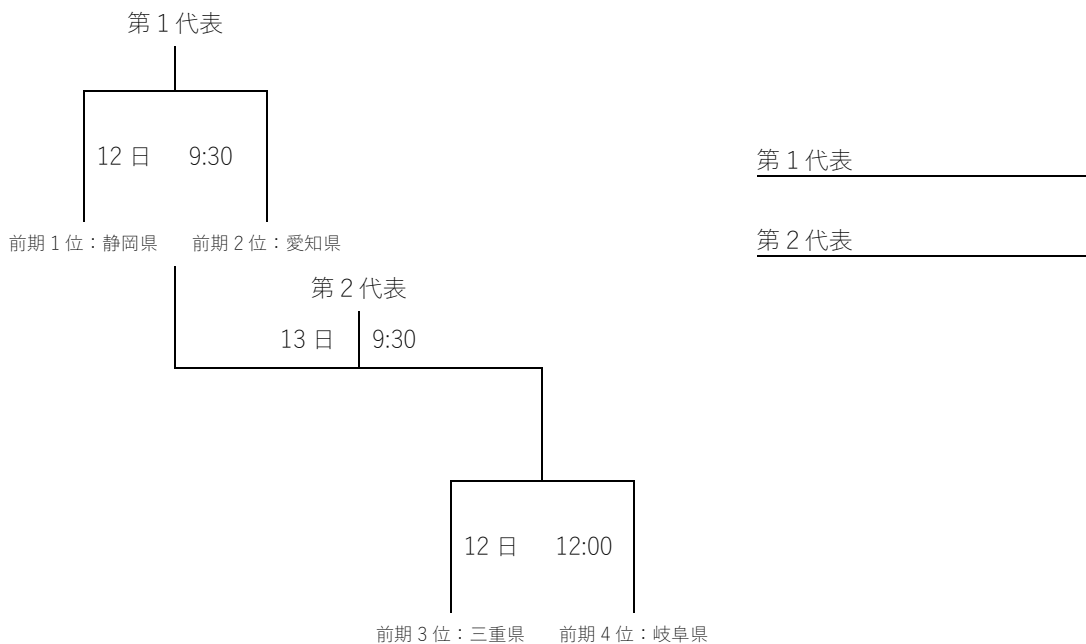 第１代表
12 日 9:30
第１代表
第２代表
前期１位：静岡県 前期２位：愛知県
第２代表
13 日 9:30
12 日 12:00
前期３位：三重県 前期４位：岐阜県